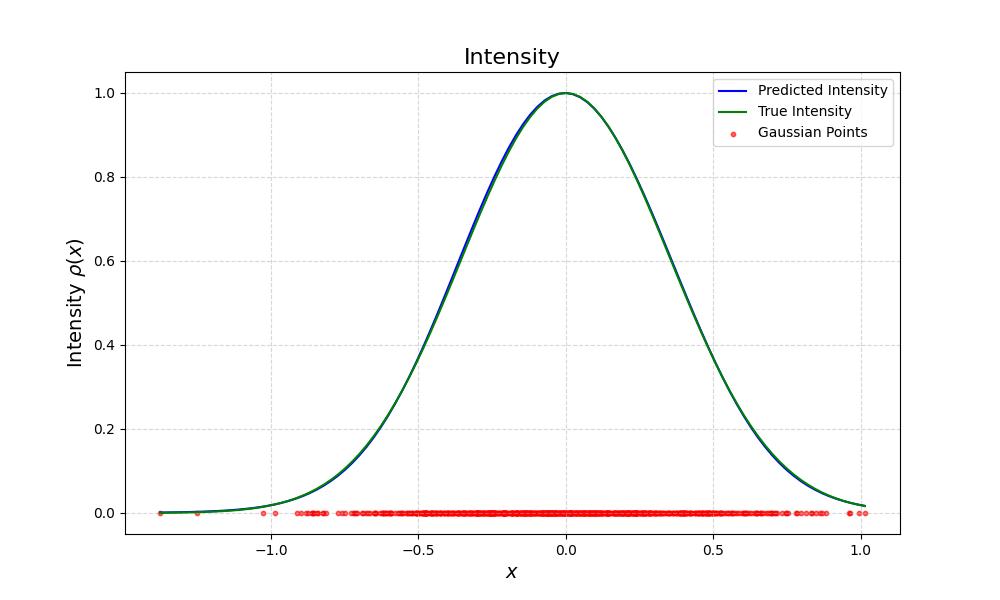 Intensity
Predicted Intensity
True Intensity
Gaussian Points
1.0
0.8
0.6
0.4
0.2
0.0
Intensity ρ(x)
−1.0 −0.5 0.0 0.5 1.0
x